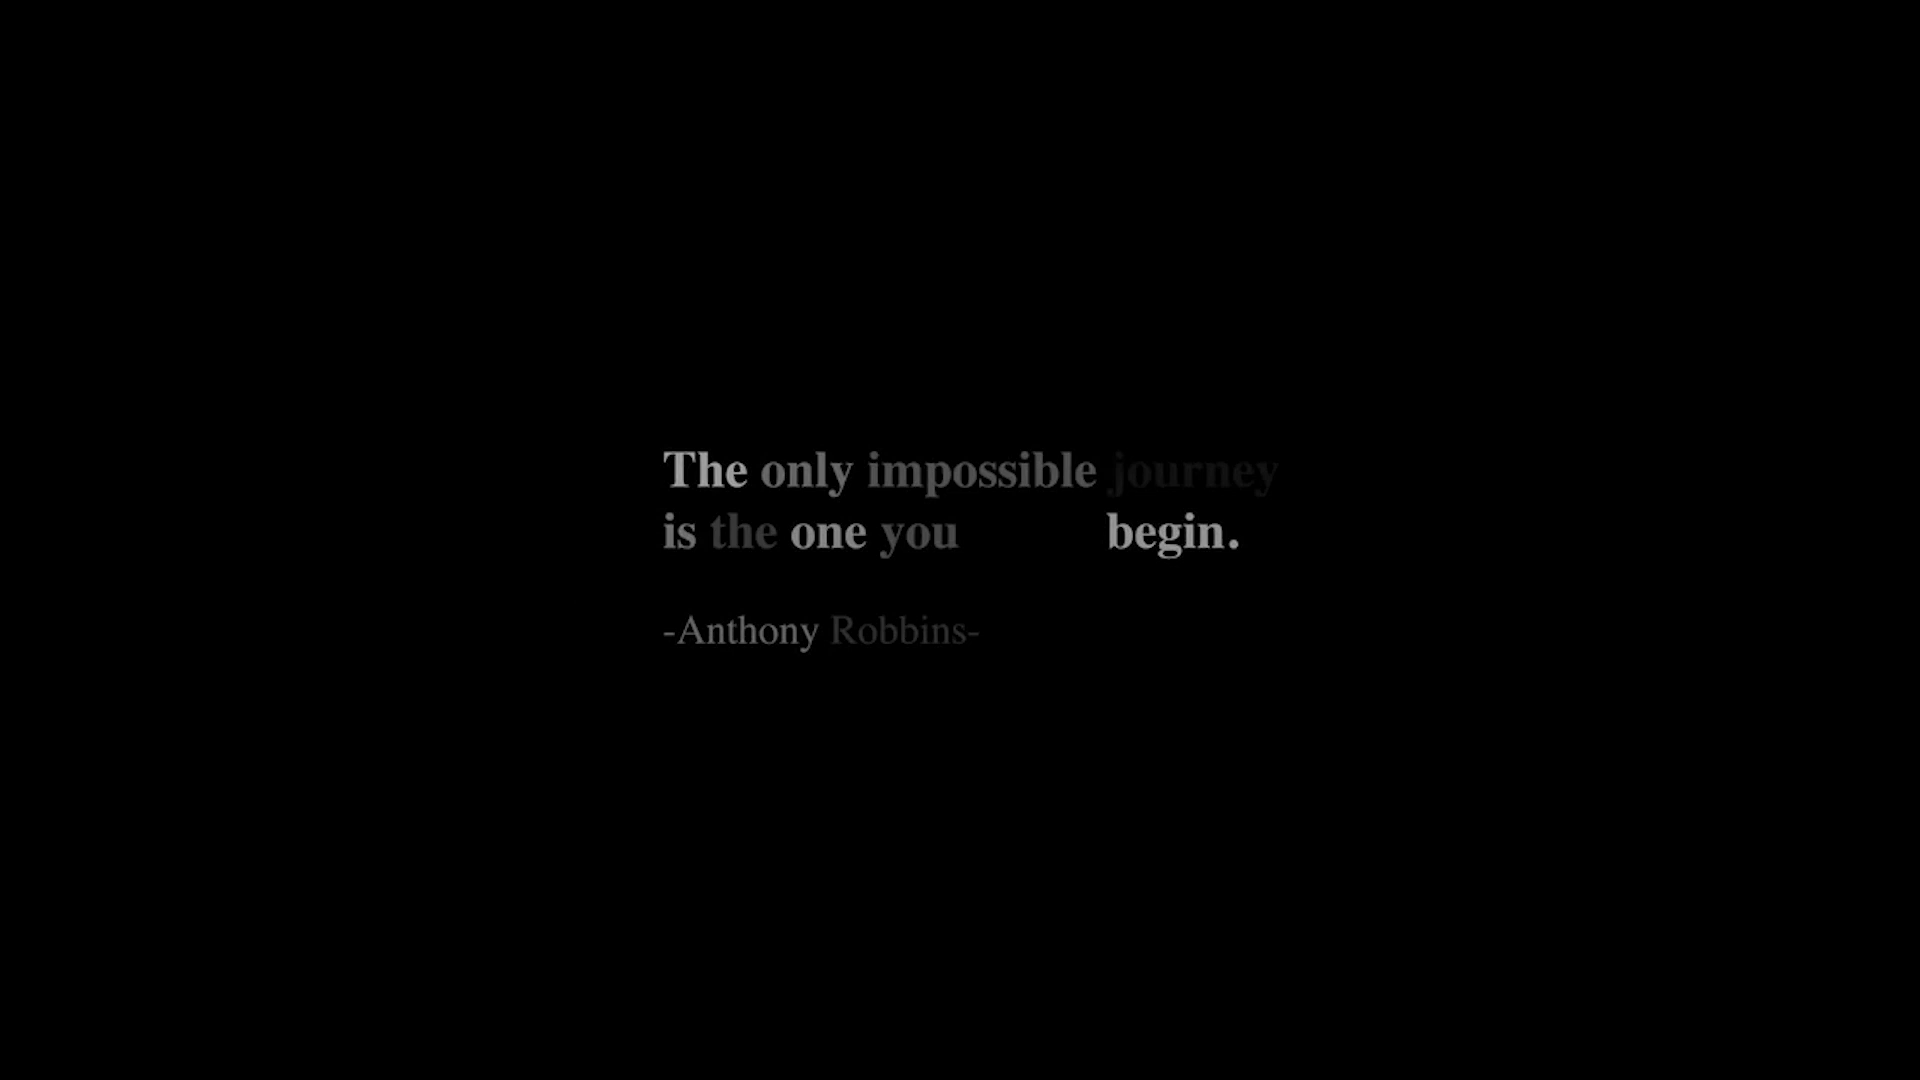 The only impossible journey
is the one you begin.
-Anthony Robbins-